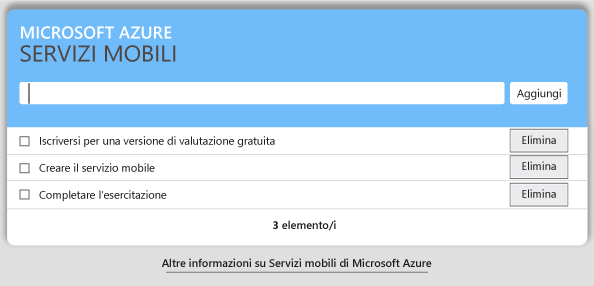 MICROSOFT AZURE
SERVIZI MOBILI
Aggiungi
Iscriversi per una versione di valutazione gratuita Elimina
Creare il servizio mobile Elimina
Completare l'esercitazione Elimina
3 elemento/i
Altre informazioni su Servizi mobili di Microsoft Azure